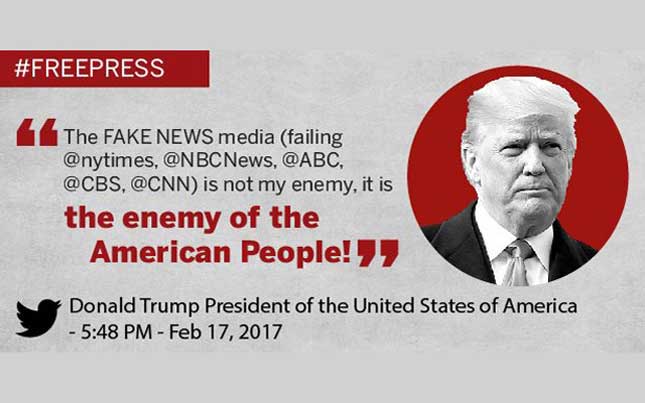 #FREEPRESS
“The FAKE NEWS media (failing
@nytimes, @NBCNews, @ABC,
@CBS, @CNN) is not my enemy, it is
the enemy of the
American People!”
Donald Trump President of the United States of America
- 5:48 PM - Feb 17, 2017